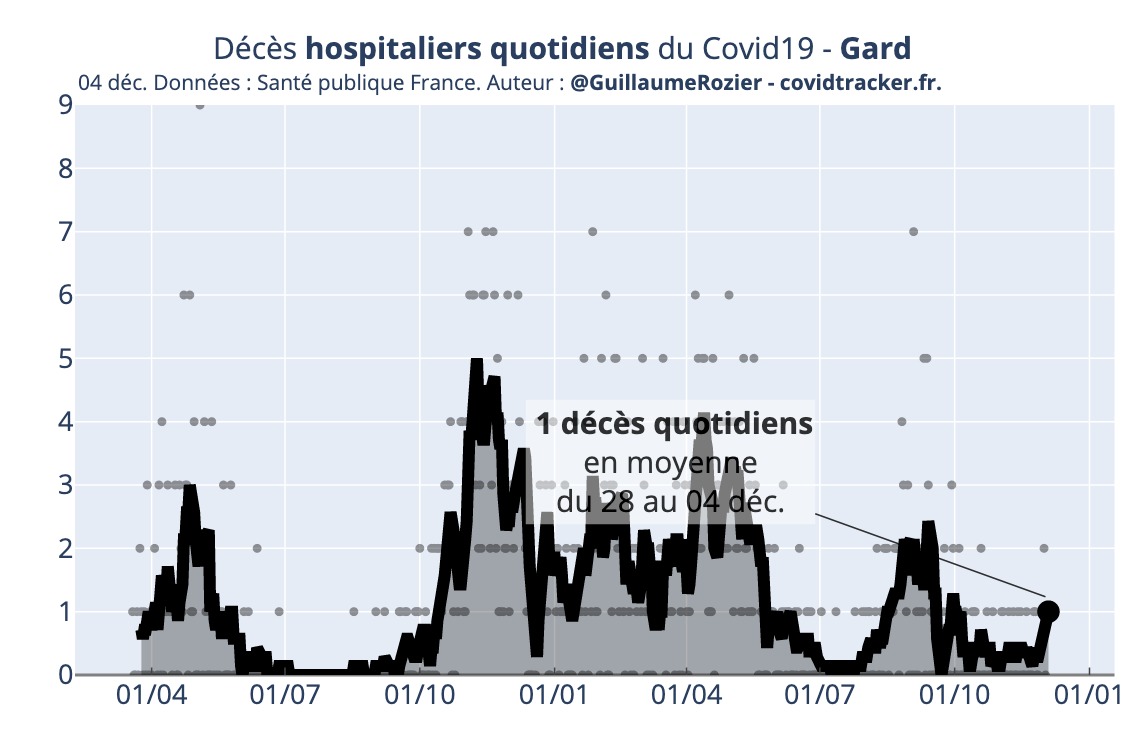 Décès hospitaliers quotidiens du Covid19 - Gard
04 déc. Données : Santé publique France. Auteur : @GuillaumeRozier - covidtracker.fr.
9
8
7
6
5
4
3
2
1
0
1 décès quotidiens
en moyenne
du 28 au 04 déc.
01/04 01/07 01/10 01/01 01/04 01/07 01/10 01/01